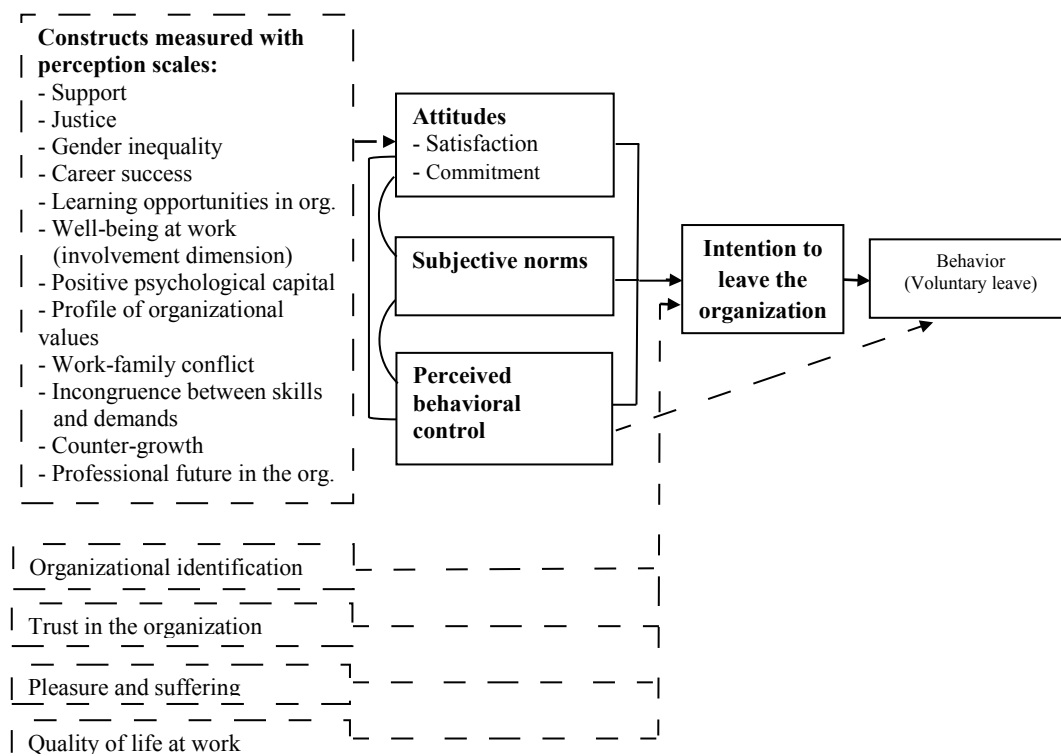 Constructs measured with
perception scales:
- Support
- Justice
- Gender inequality
- Career success
- Learning opportunities in org.
- Well-being at work
(involvement dimension)
- Positive psychological capital
- Profile of organizational
values
- Work-family conflict
- Incongruence between skills
and demands
- Counter-growth
- Professional future in the org.
Attitudes
- Satisfaction
- Commitment
Subjective norms
Perceived
behavioral
control
Intention to
leave the
organization
Behavior
(Voluntary leave)
Organizational identification
Trust in the organization
Pleasure and suffering
Quality of life at work